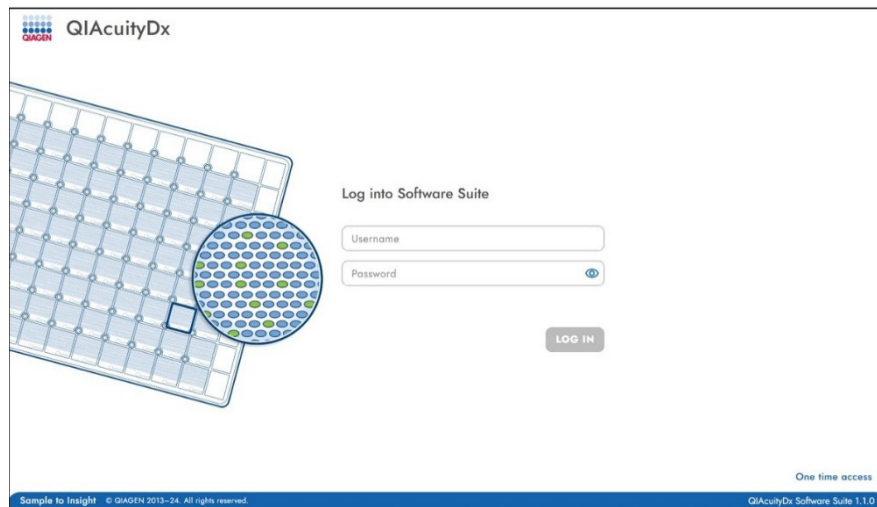 QIAGEN
QIAcuityDx
Log into Software Suite
Username
Password
LOG IN
One time access
Sample to Insight © QIAGEN 2013–24. All rights reserved.
QIAcuityDx Software Suite 1.1.0